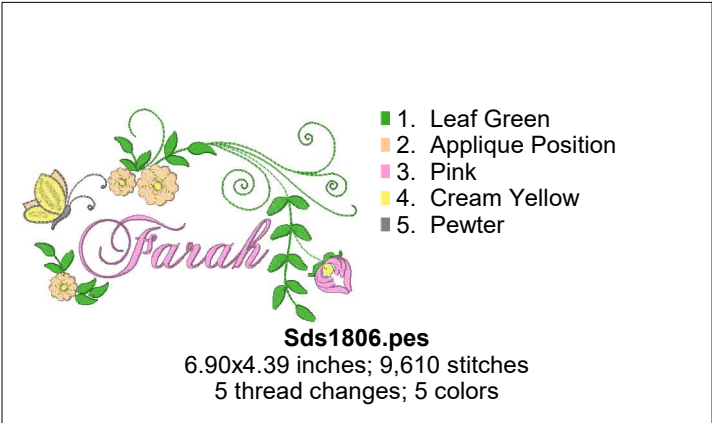 Farah
1. Leaf Green
2. Applique Position
3. Pink
4. Cream Yellow
5. Pewter
Sds1806.pes
6.90x4.39 inches; 9,610 stitches
5 thread changes; 5 colors